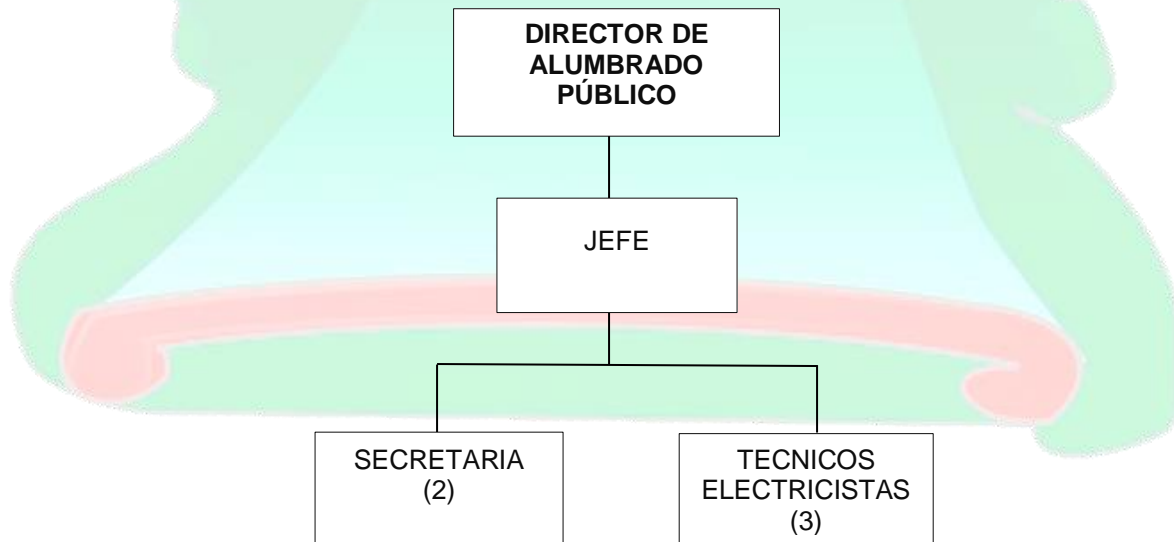 DIRECTOR DE
ALUMBRADO
PÚBLICO
JEFE
SECRETARIA
(2)
TECNICOS
ELECTRICISTAS
(3)